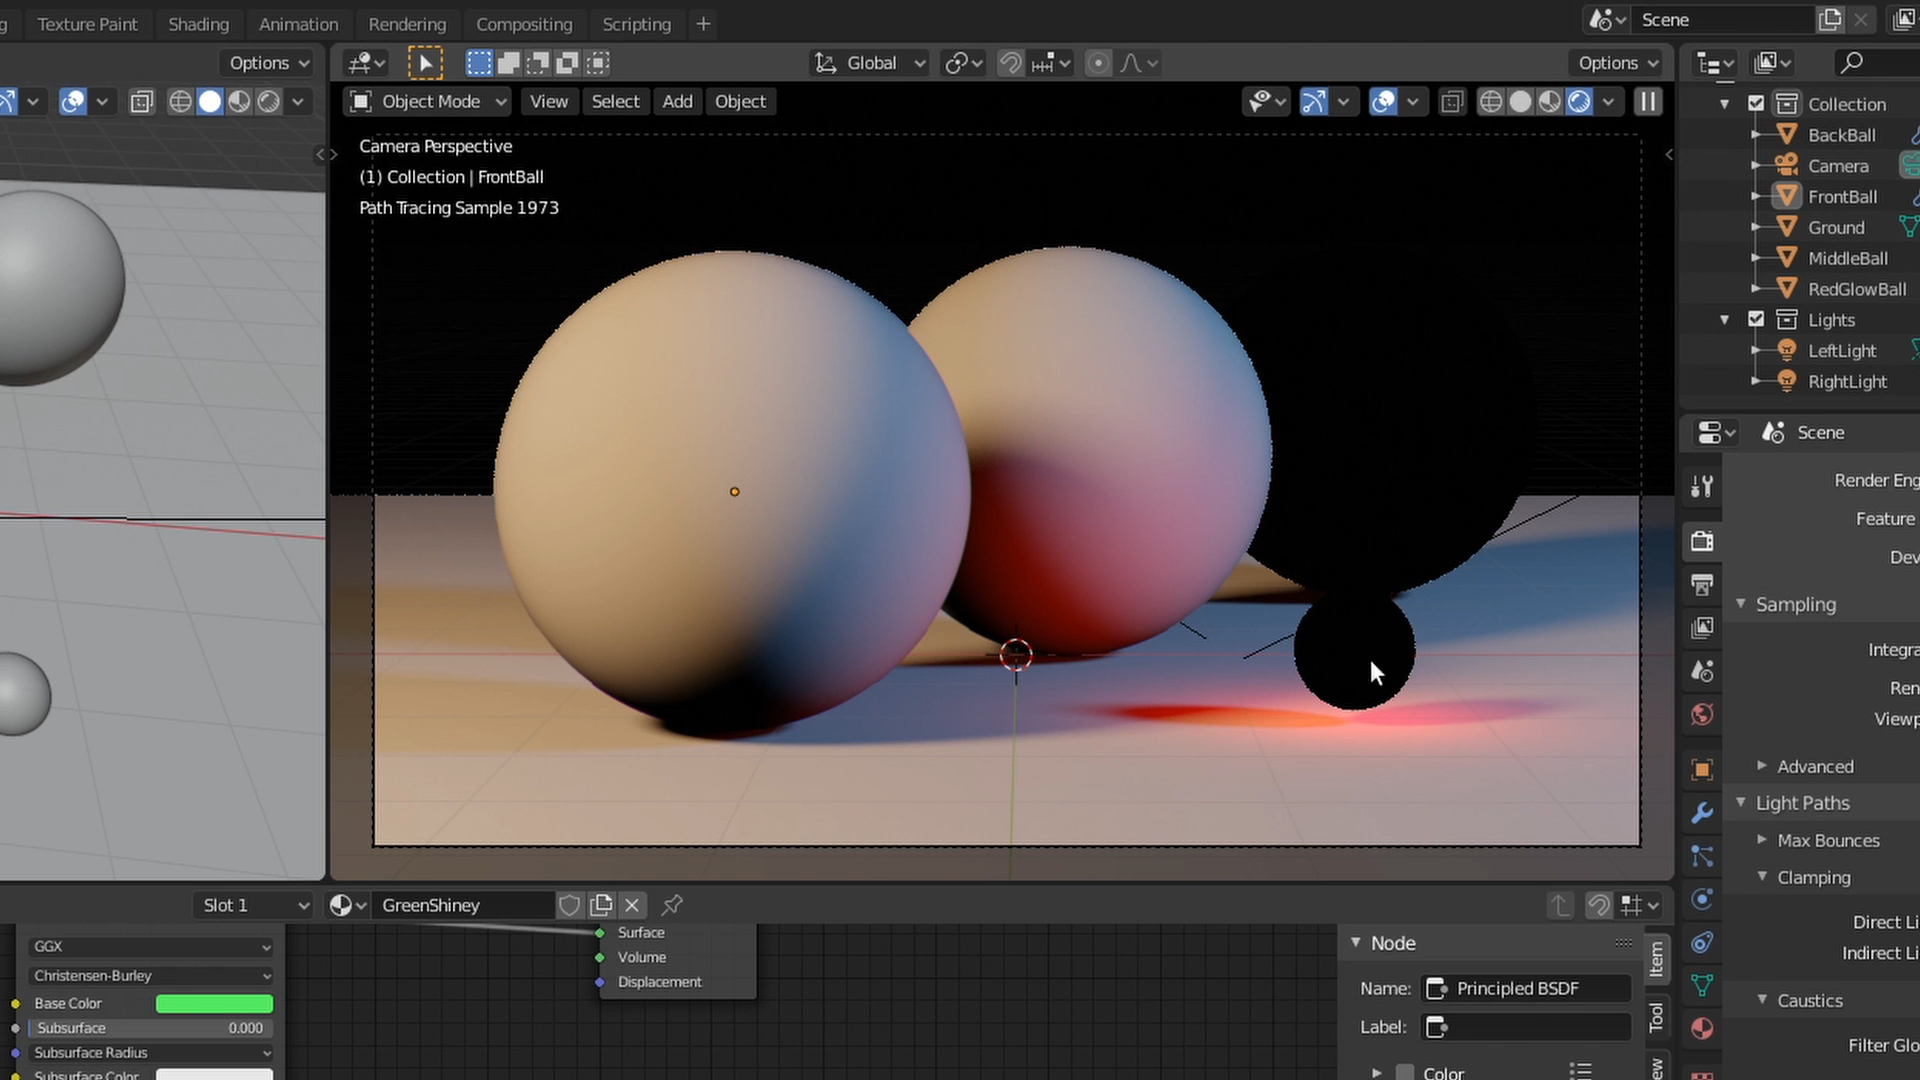 Texture Paint
Shading
Animation
Rendering
Compositing
Scripting
+
Scene
Options
Global
Options
Object Mode
View
Select
Add
Object
Camera Perspective
(1) Collection | FrontBall
Path Tracing Sample 1973
Collection
BackBall
Camera
FrontBall
Ground
MiddleBall
RedGlowBall
Lights
LeftLight
RightLight
Scene
Render Eng
Feature
Dev
Sampling
Integra
Ren
Viewp
Advanced
Light Paths
Max Bounces
Clamping
Direct Li
Indirect Li
Caustics
Filter Glo
Slot 1
GreenShiney
GGX
Christensen-Burley
Base Color
Subsurface 0.000
Subsurface Radius
Subsurface Color
Surface
Volume
Displacement
Node
Name: Principled BSDF
Label:
Color
Item
Tool